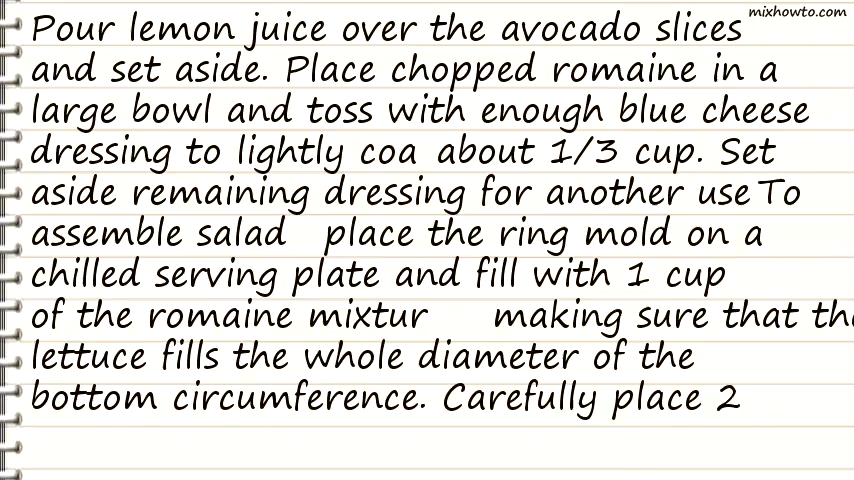 mixhowto.com
Pour lemon juice over the avocado slices
and set aside. Place chopped romaine in a
large bowl and toss with enough blue cheese
dressing to lightly coa about 1/3 cup. Set
aside remaining dressing for another use To
assemble salad place the ring mold on a
chilled serving plate and fill with 1 cup
of the romaine mixtur making sure that the
lettuce fills the whole diameter of the
bottom circumference. Carefully place 2